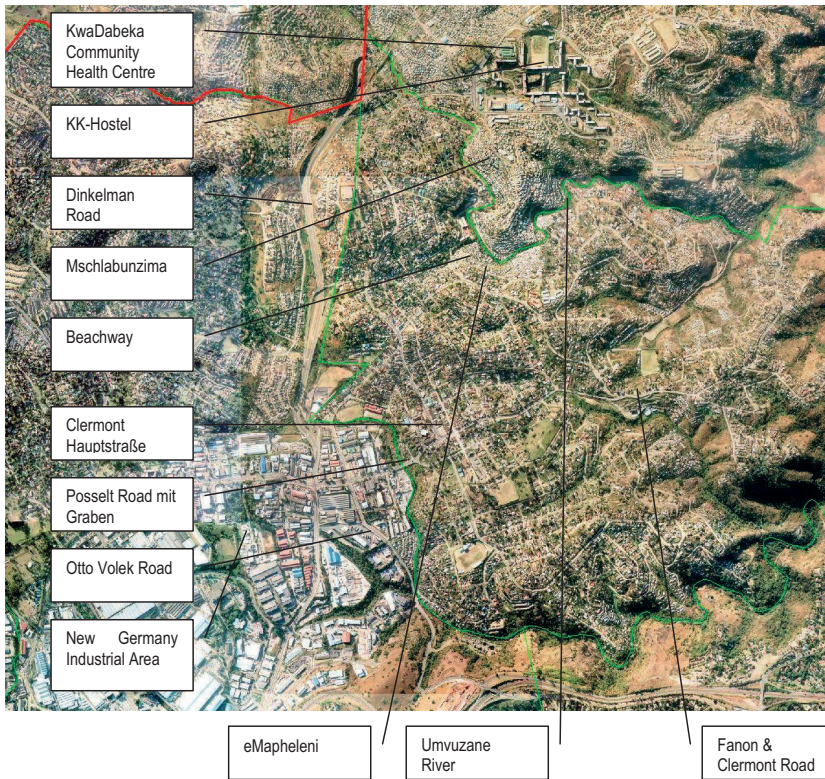 KwaDabeka
Community
Health Centre
KK-Hostel
Dinkelman
Road
Mschlabunzima
Beachway
Clermont
Hauptstraße
Posselt Road mit
Graben
Otto Volek Road
New Germany
Industrial Area
eMapheleni
Umvuzane
River
Fanon &
Clermont Road